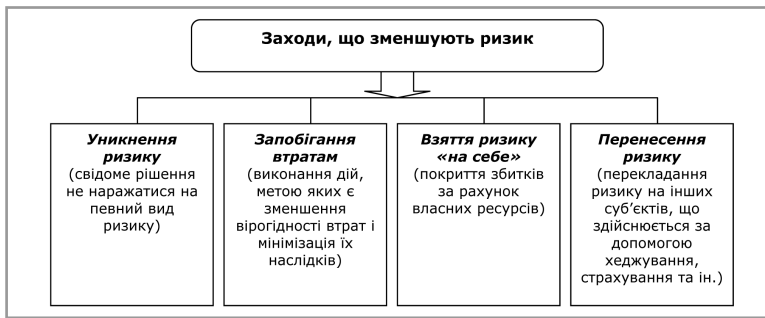 Заходи, що зменшують ризик
Уникнення
ризику
(свідоме рішення
не наражатися на
певний вид
ризику)
Запобігання
втратам
(виконання дій,
метою яких є
зменшення
вірогідності втрат і
мінімізація їх
наслідків)
Взяття ризику
«на себе»
(покриття збитків
за рахунок
власних ресурсів)
Перенесення
ризику
(перекладання
ризику на інших
суб’єктів, що
здійснюється за
допомогою
хеджування,
страхування та ін.)